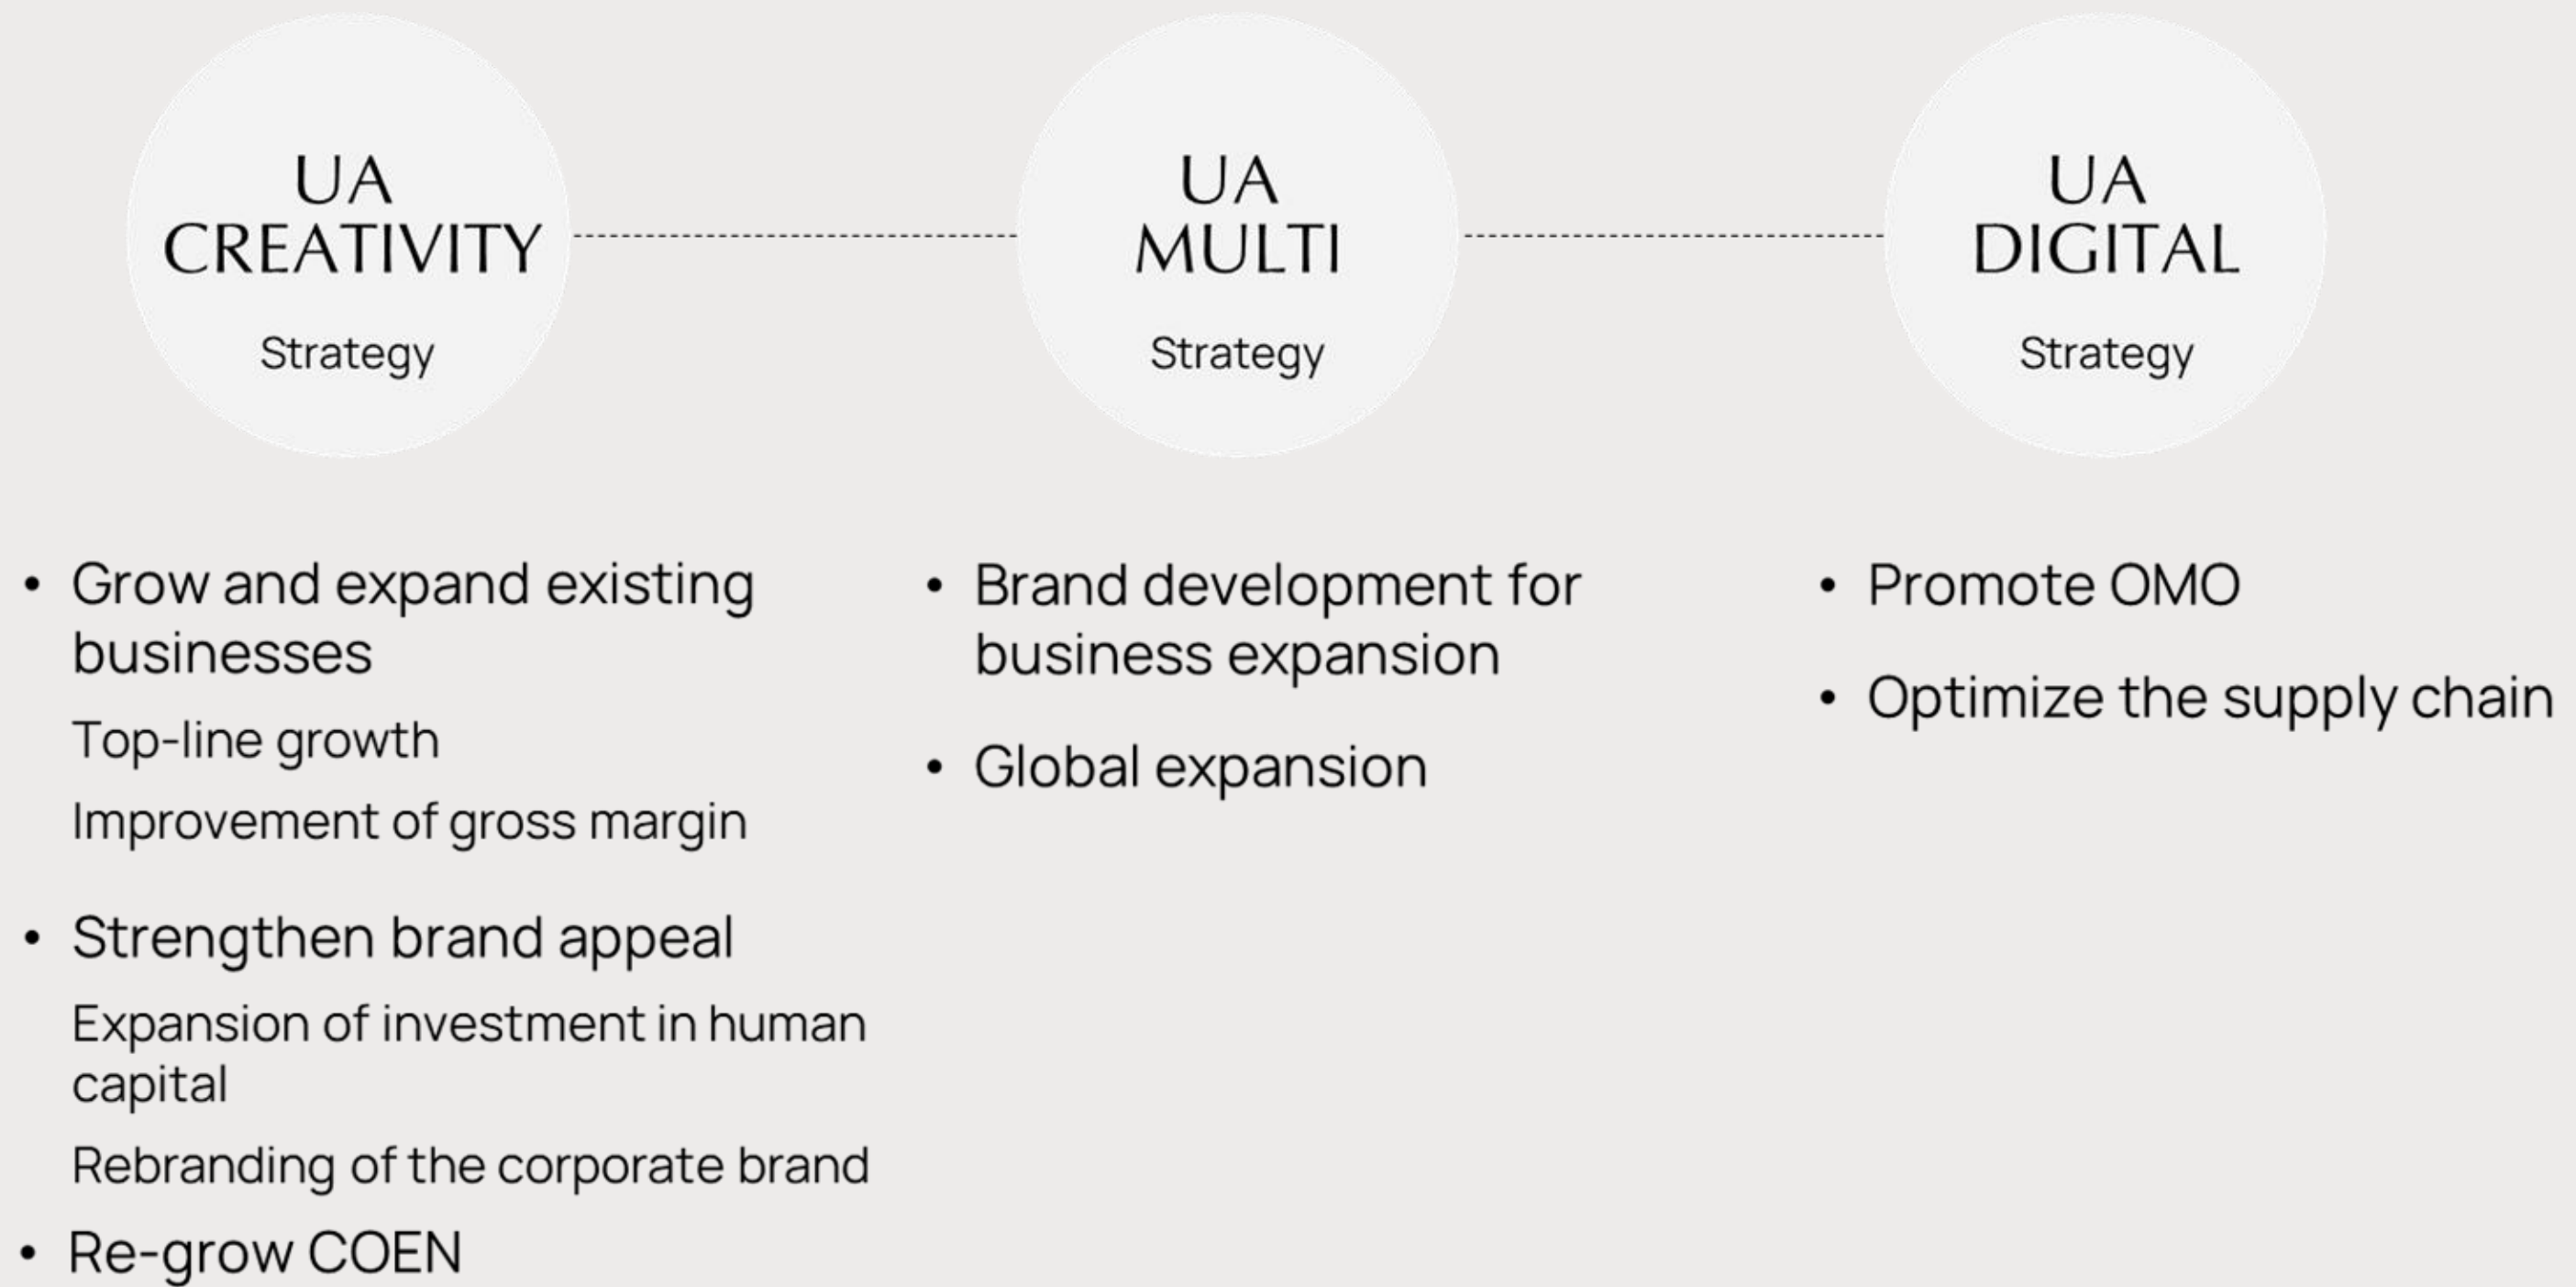 UA
CREATIVITY
Strategy
UA
MULTI
Strategy
UA
DIGITAL
Strategy
• Grow and expand existing
businesses
Top-line growth
Improvement of gross margin
• Strengthen brand appeal
Expansion of investment in human
capital
Rebranding of the corporate brand
• Re-grow COEN
• Brand development for
business expansion
• Global expansion
• Promote OMO
• Optimize the supply chain